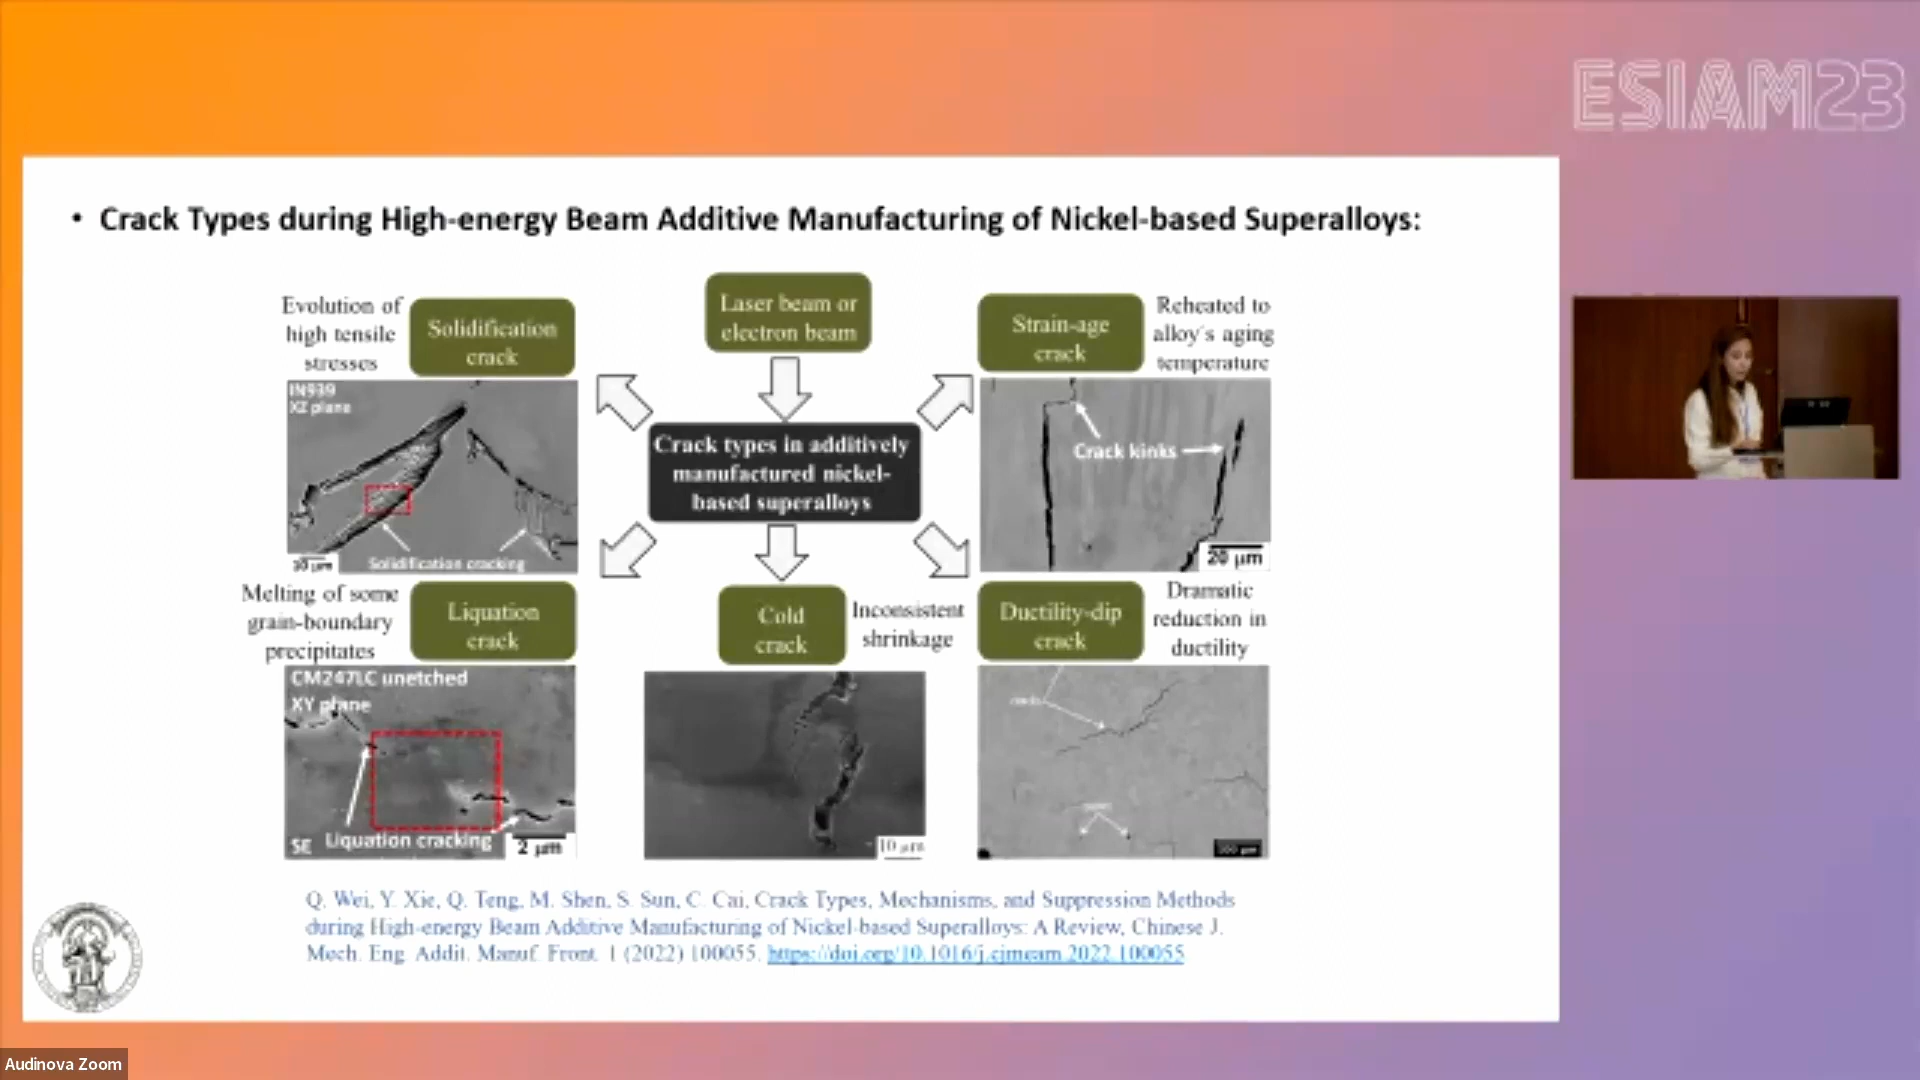 ESIAM23
• Crack Types during High-energy Beam Additive Manufacturing of Nickel-based Superalloys:
Evolution of
high tensile
stresses
Solidification
crack
Laser beam or
electron beam
Strain-age
crack
Reheated to
alloy's aging
temperature
IN939
XZ plane
Solidification cracking
10 μm
Crack types in additively
manufactured nickel-
based superalloys
Crack kinks
20 μm
Melting of some
grain-boundary
precipitates
Liquation
crack
Cold
crack
Inconsistent
shrinkage
Ductility-dip
crack
Dramatic
reduction in
ductility
CM247LC unetched
XY plane
SE
Liquation cracking
2 μm
10 μm
Q. Wei, Y. Xie, Q. Teng, M. Shen, S. Sun, C. Cai, Crack Types, Mechanisms, and Suppression Methods
during High-energy Beam Additive Manufacturing of Nickel-based Superalloys: A Review, Chinese J.
Mech. Eng. Addit. Manuf. Front. 1 (2022) 100055. https://doi.org/10.1016/j.cjmeam.2022.100055
Audinova Zoom